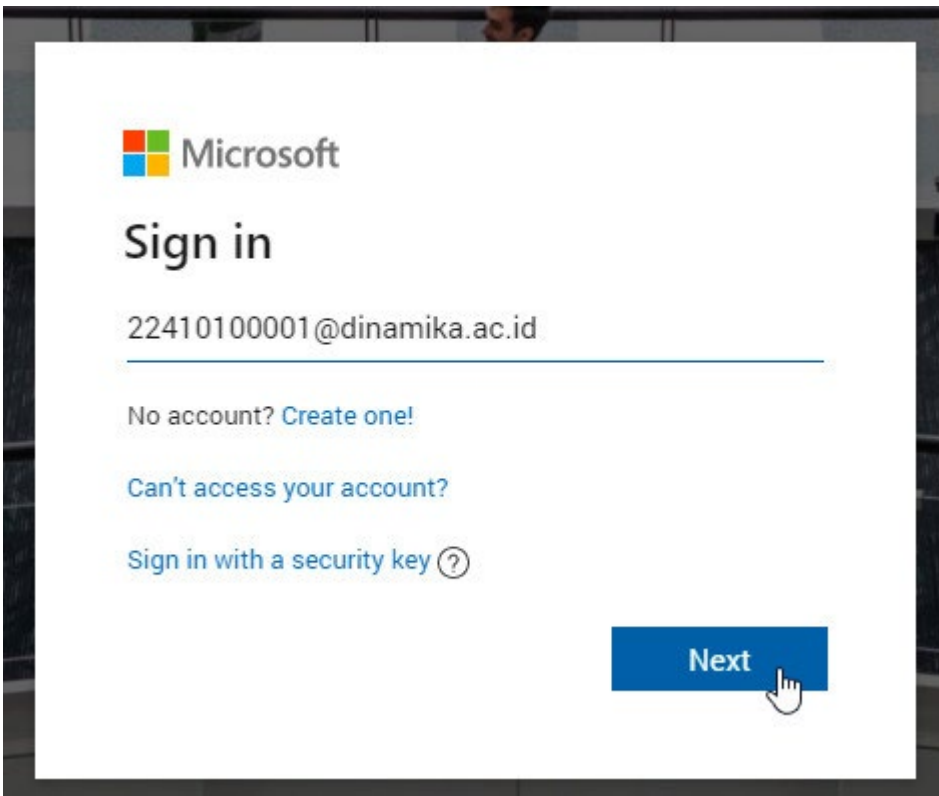 Microsoft
Sign in
22410100001@dinamika.ac.id
No account? Create one!
Can't access your account?
Sign in with a security key ?
Next